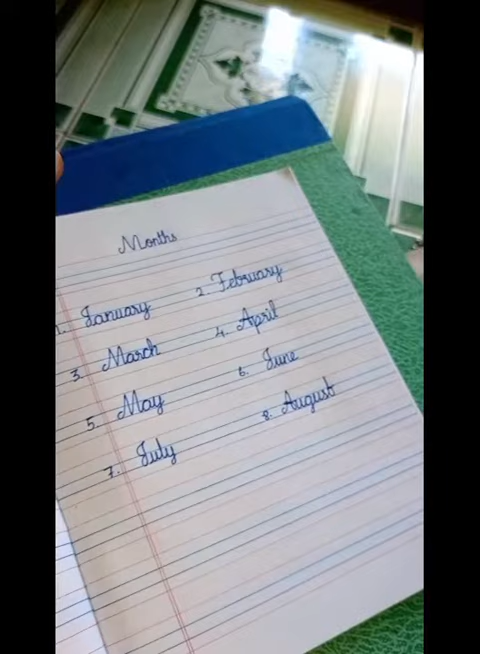 Months
1. January 2. February
3. March 4. April
5. May 6. June
7. July 8. August